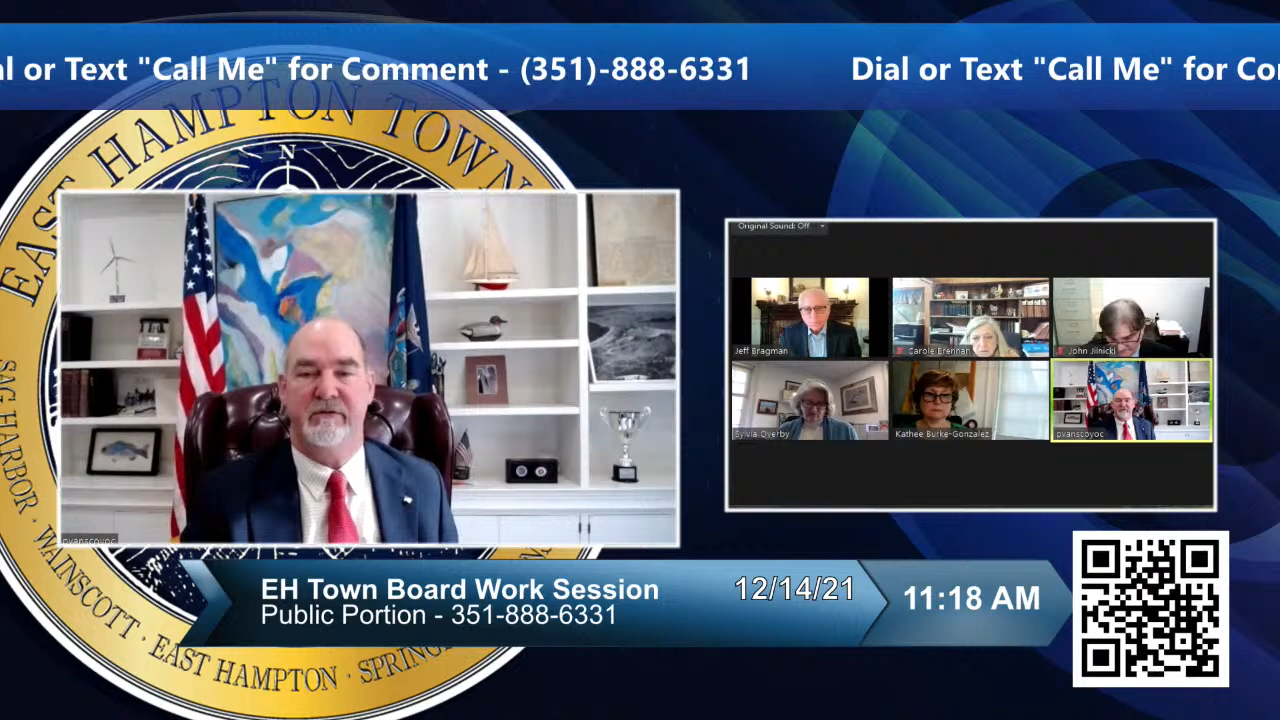 al or Text "Call Me" for Comment - (351)-888-6331 Dial or Text "Call Me" for Co
EAST HAMPTON TOWN
N
Original Sound: Off
Jeff Bragman
Carole Brennan
John Jilnicki
Sylvia Overby
Kathee Burke-Gonzalez
pvanscoyoc
pvanscoyoc
SAG HARBOR · WAINSCOTT · EAST HAMPTON · SPRING
EH Town Board Work Session
Public Portion - 351-888-6331
12/14/21
11:18 AM